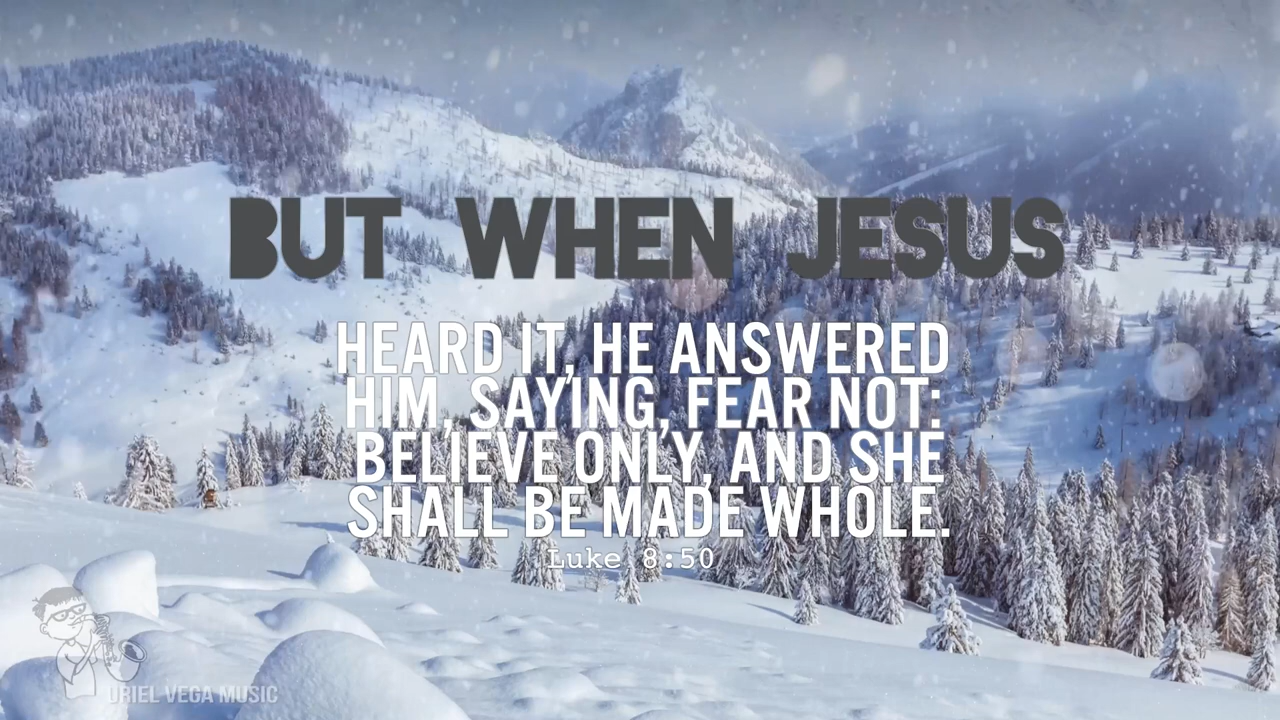 BUT WHEN JESUS
HEARD IT, HE ANSWERED
HIM, SAYING, FEAR NOT:
BELIEVE ONLY, AND SHE
SHALL BE MADE WHOLE.
Luke 8:50
URIEL VEGA MUSIC